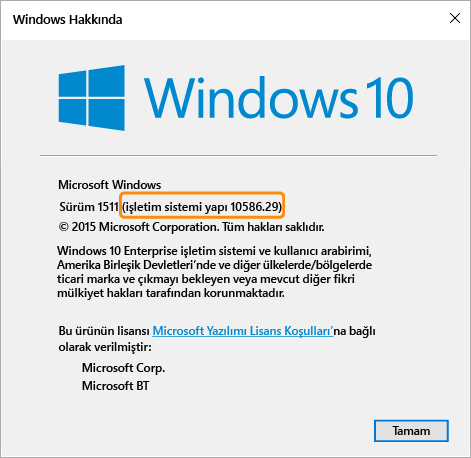 Windows Hakkında
Windows 10
Microsoft Windows
Sürüm 1511 (işletim sistemi yapı 10586.29)
© 2015 Microsoft Corporation. Tüm hakları saklıdır.
Windows 10 Enterprise işletim sistemi ve kullanıcı arabirimi,
Amerika Birleşik Devletleri'nde ve diğer ülkelerde/bölgelerde
ticari marka ve çıkmayı bekleyen veya mevcut diğer fikri
mülkiyet hakları tarafından korunmaktadır.
Bu ürünün lisansı Microsoft Yazılımı Lisans Koşulları'na bağlı
olarak verilmiştir:
Microsoft Corp.
Microsoft BT
Tamam